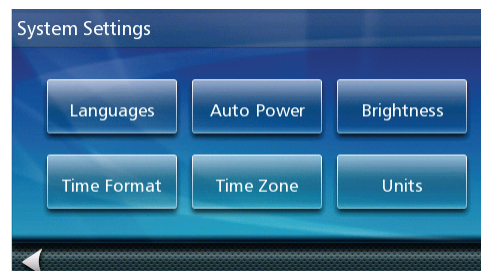 System Settings
Languages Auto Power Brightness
Time Format Time Zone Units